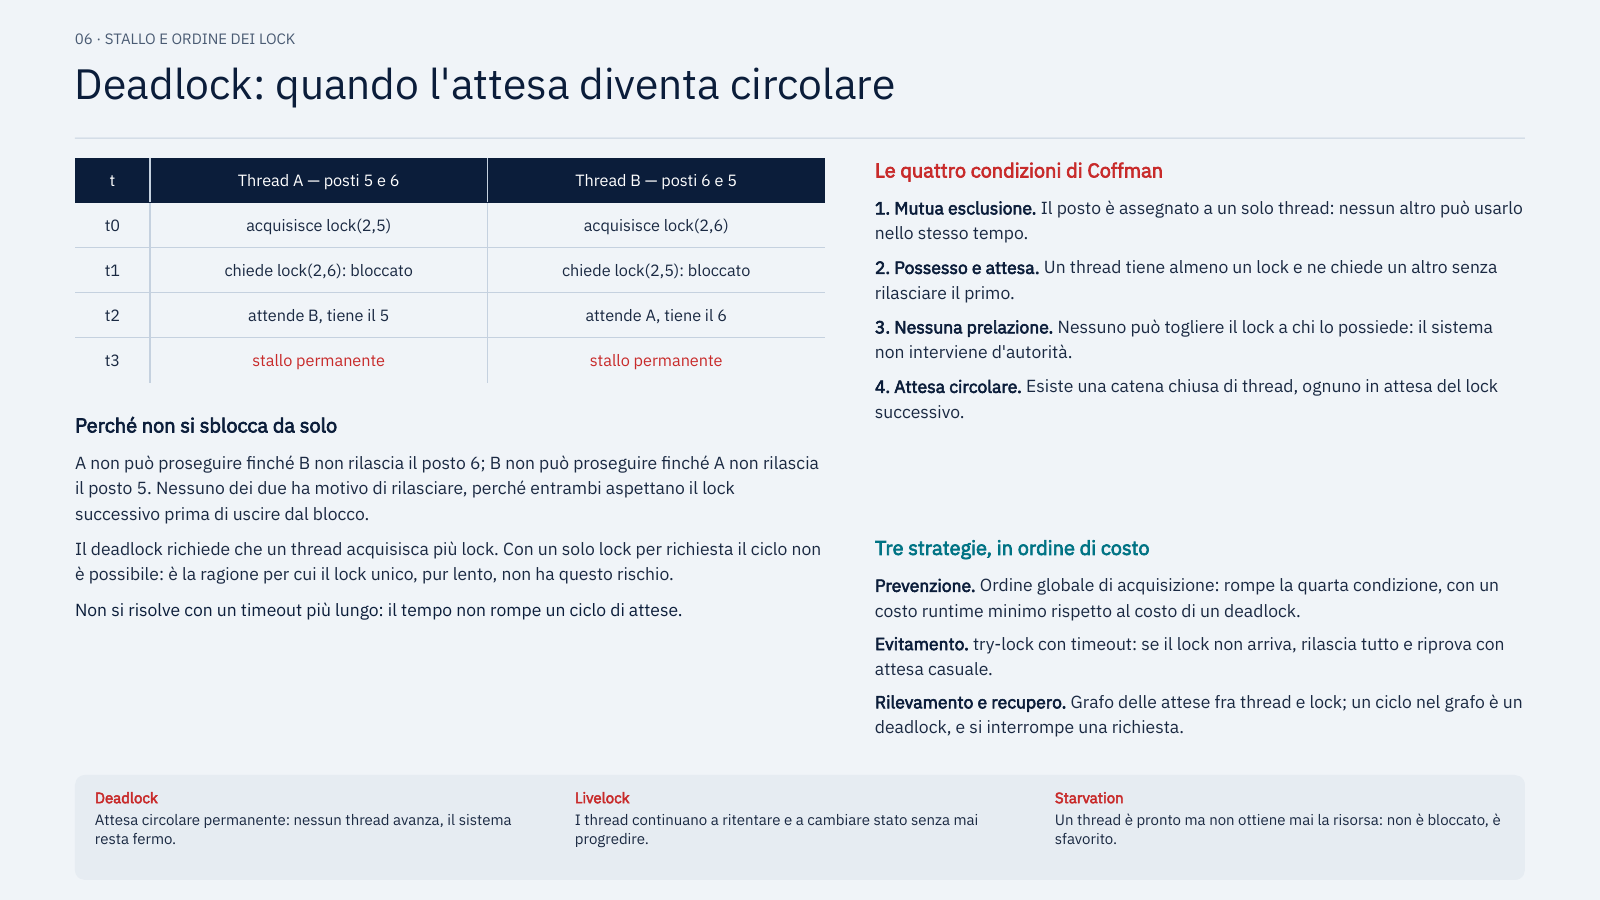 06 · STALLO E ORDINE DEI LOCK
Deadlock: quando l'attesa diventa circolare
t Thread A — posti 5 e 6 Thread B — posti 6 e 5
t0 acquisisce lock(2,5) acquisisce lock(2,6)
t1 chiede lock(2,6): bloccato chiede lock(2,5): bloccato
t2 attende B, tiene il 5 attende A, tiene il 6
t3 stallo permanente stallo permanente
Perché non si sblocca da solo
A non può proseguire finché B non rilascia il posto 6; B non può proseguire finché A non rilascia
il posto 5. Nessuno dei due ha motivo di rilasciare, perché entrambi aspettano il lock
successivo prima di uscire dal blocco.
Il deadlock richiede che un thread acquisisca più lock. Con un solo lock per richiesta il ciclo non
è possibile: è la ragione per cui il lock unico, pur lento, non ha questo rischio.
Non si risolve con un timeout più lungo: il tempo non rompe un ciclo di attese.
Le quattro condizioni di Coffman
1. Mutua esclusione. Il posto è assegnato a un solo thread: nessun altro può usarlo
nello stesso tempo.
2. Possesso e attesa. Un thread tiene almeno un lock e ne chiede un altro senza
rilasciare il primo.
3. Nessuna prelazione. Nessuno può togliere il lock a chi lo possiede: il sistema
non interviene d'autorità.
4. Attesa circolare. Esiste una catena chiusa di thread, ognuno in attesa del lock
successivo.
Tre strategie, in ordine di costo
Prevenzione. Ordine globale di acquisizione: rompe la quarta condizione, con un
costo runtime minimo rispetto al costo di un deadlock.
Evitamento. try-lock con timeout: se il lock non arriva, rilascia tutto e riprova con
attesa casuale.
Rilevamento e recupero. Grafo delle attese fra thread e lock; un ciclo nel grafo è un
deadlock, e si interrompe una richiesta.
Deadlock
Attesa circolare permanente: nessun thread avanza, il sistema
resta fermo.
Livelock
I thread continuano a ritentare e a cambiare stato senza mai
progredire.
Starvation
Un thread è pronto ma non ottiene mai la risorsa: non è bloccato, è
sfavorito.